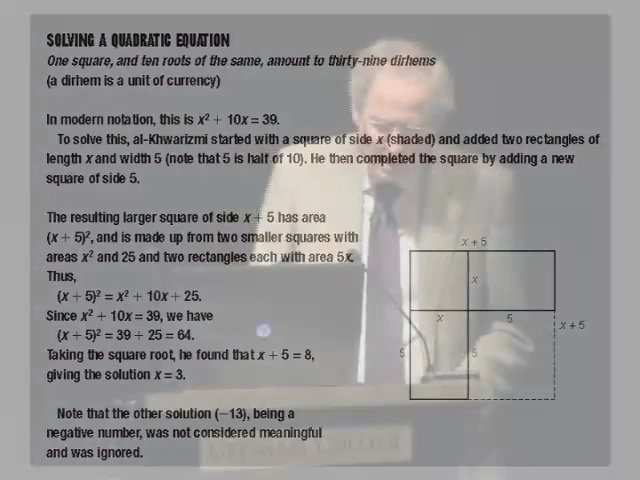 SOLVING A QUADRATIC EQUATION
One square, and ten roots of the same, amount to thirty-nine dirhems
(a dirhem is a unit of currency)
In modern notation, this is x² + 10x = 39.
To solve this, al-Khwarizmi started with a square of side x (shaded) and added two rectangles of
length x and width 5 (note that 5 is half of 10). He then completed the square by adding a new
square of side 5.
The resulting larger square of side x + 5 has area
(x + 5)², and is made up from two smaller squares with
areas x² and 25 and two rectangles each with area 5x.
Thus,
(x + 5)² = x² + 10x + 25.
Since x² + 10x = 39, we have
(x + 5)² = 39 + 25 = 64.
Taking the square root, he found that x + 5 = 8,
giving the solution x = 3.
Note that the other solution (−13), being a
negative number, was not considered meaningful
and was ignored.
x + 5
x
x
5
x + 5
5
5